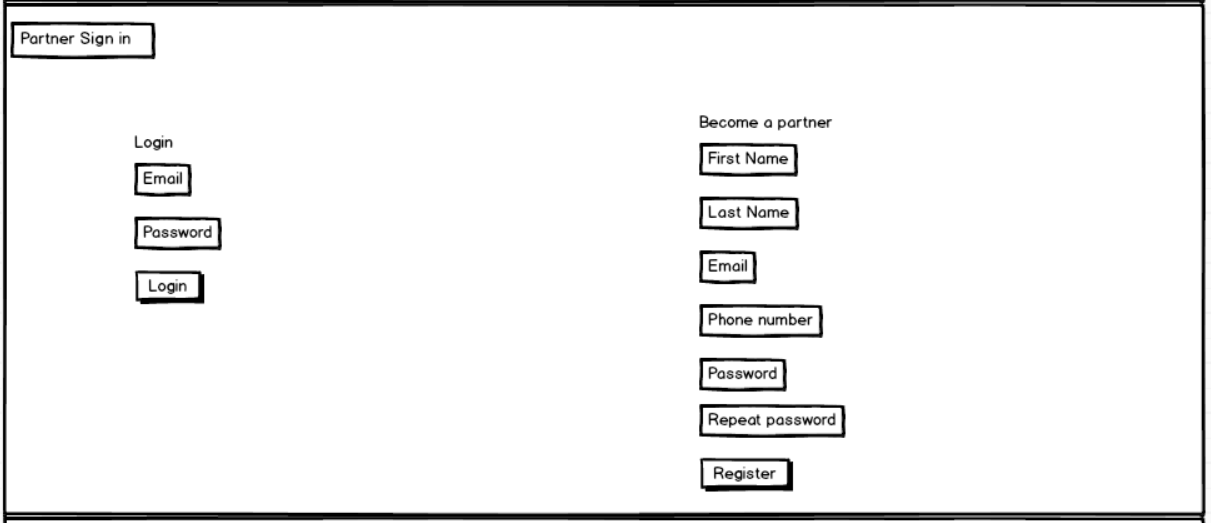 Partner Sign in
Login
Email
Password
Login
Become a partner
First Name
Last Name
Email
Phone number
Password
Repeat password
Register